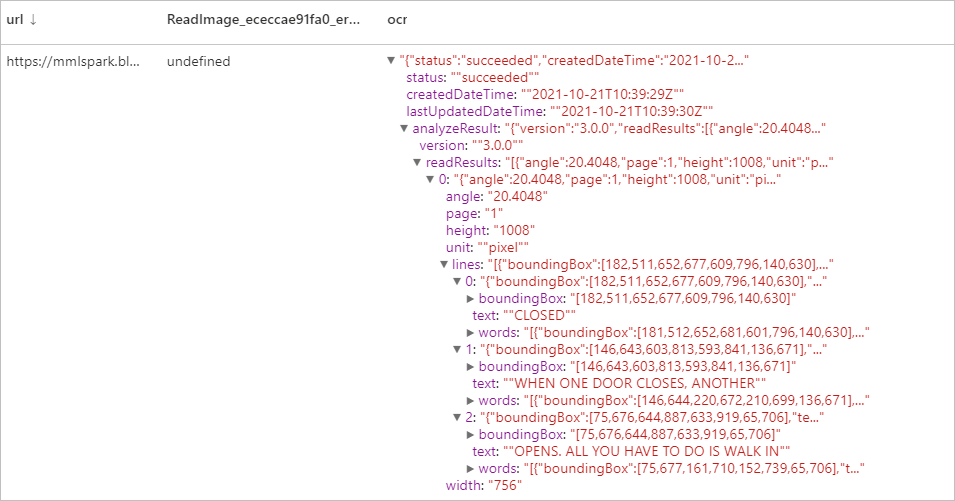 url ↓ ReadImage_ececcae91fa0_er... ocr
https://mmlspark.bl... undefined ▼ "{"status":"succeeded","createdDateTime":"2021-10-2..."
status: ""succeeded""
createdDateTime: ""2021-10-21T10:39:29Z""
lastUpdatedDateTime: ""2021-10-21T10:39:30Z""
▼ analyzeResult: "{"version":"3.0.0","readResults":[{"angle":20.4048..."
version: ""3.0.0""
▼ readResults: "[{"angle":20.4048,"page":1,"height":1008,"unit":"p..."
▼ 0: "{"angle":20.4048,"page":1,"height":1008,"unit":"pi..."
angle: "20.4048"
page: "1"
height: "1008"
unit: ""pixel""
▼ lines: "[{"boundingBox":[182,511,652,677,609,796,140,630],..."
▼ 0: "{"boundingBox":[182,511,652,677,609,796,140,630],"..."
▶ boundingBox: "[182,511,652,677,609,796,140,630]"
text: ""CLOSED""
▶ words: "[{"boundingBox":[181,512,652,681,601,796,140,630],..."
▼ 1: "{"boundingBox":[146,643,603,813,593,841,136,671],"..."
▶ boundingBox: "[146,643,603,813,593,841,136,671]"
text: ""WHEN ONE DOOR CLOSES, ANOTHER""
▶ words: "[{"boundingBox":[146,644,220,672,210,699,136,671],..."
▼ 2: "{"boundingBox":[75,676,644,887,633,919,65,706],"te..."
▶ boundingBox: "[75,676,644,887,633,919,65,706]"
text: ""OPENS. ALL YOU HAVE TO DO IS WALK IN""
▶ words: "[{"boundingBox":[75,677,161,710,152,739,65,706],"t..."
width: "756"